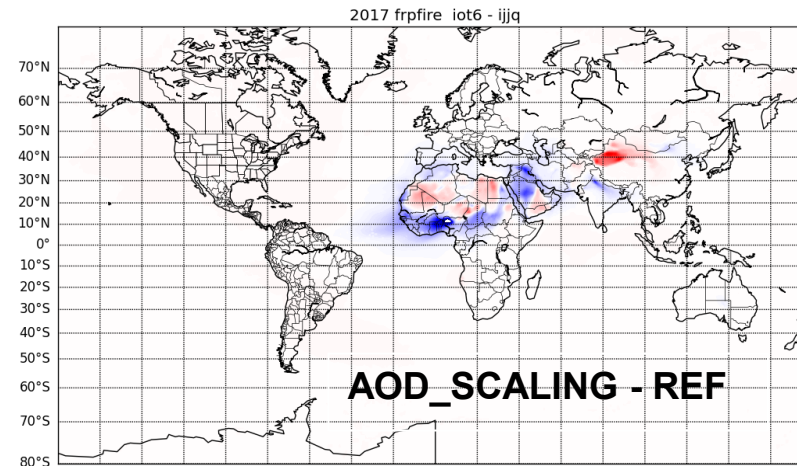 2017 frpfire iot6 - ijjq
70°N
60°N
50°N
40°N
30°N
20°N
10°N
0°
10°S
20°S
30°S
40°S
50°S
60°S
70°S
80°S
AOD_SCALING - REF